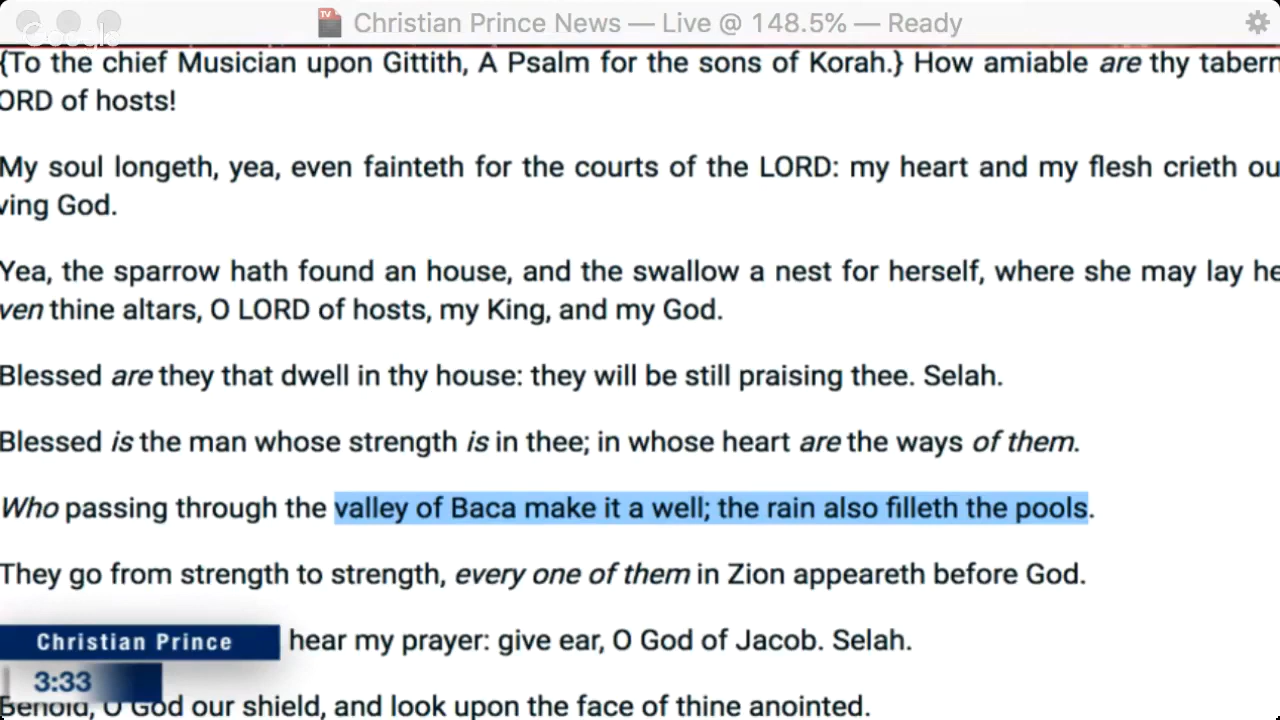 Christian Prince News — Live @ 148.5% — Ready
Google
{To the chief Musician upon Gittith, A Psalm for the sons of Korah.} How amiable are thy tabern
ORD of hosts!
My soul longeth, yea, even fainteth for the courts of the LORD: my heart and my flesh crieth ou
ving God.
Yea, the sparrow hath found an house, and the swallow a nest for herself, where she may lay he
ven thine altars, O LORD of hosts, my King, and my God.
Blessed are they that dwell in thy house: they will be still praising thee. Selah.
Blessed is the man whose strength is in thee; in whose heart are the ways of them.
Who passing through the valley of Baca make it a well; the rain also filleth the pools.
They go from strength to strength, every one of them in Zion appeareth before God.
Christian Prince hear my prayer: give ear, O God of Jacob. Selah.
3:33
Behold, O God our shield, and look upon the face of thine anointed.